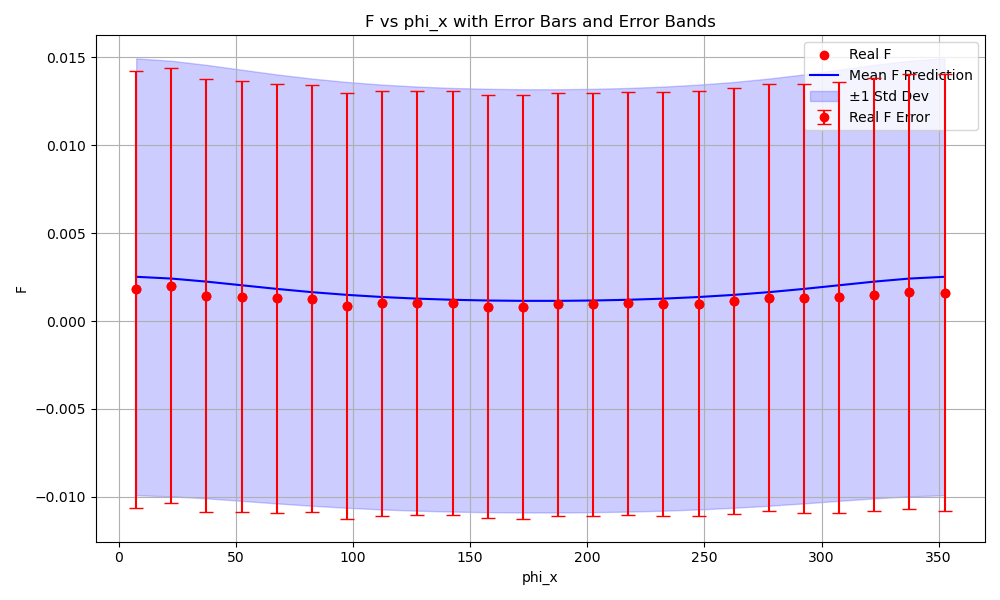 F vs phi_x with Error Bars and Error Bands
F
0.015
0.010
0.005
0.000
−0.005
−0.010
Real F
Mean F Prediction
±1 Std Dev
Real F Error
0
50
100
150
200
250
300
350
phi_x